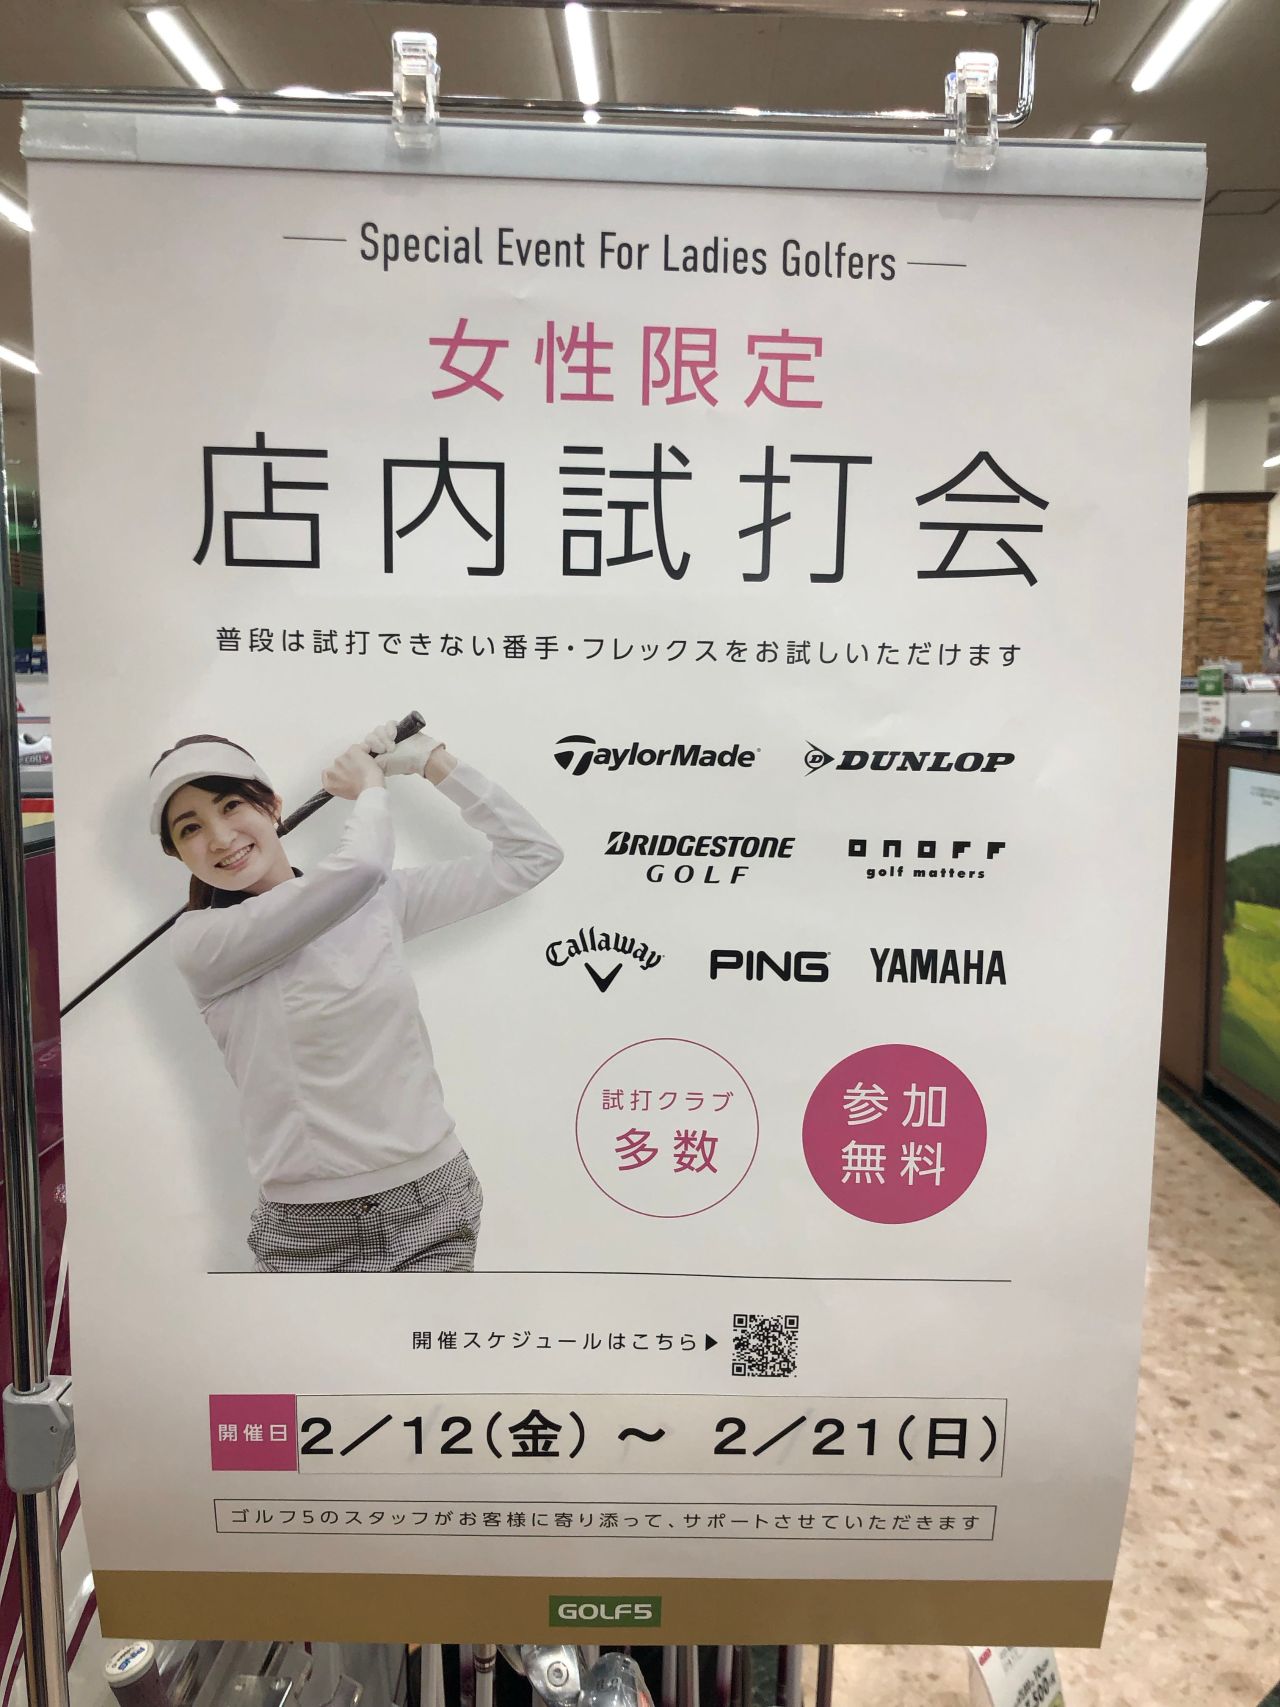 Special Event For Ladies Golfers
女性限定
店内試打会
普段は試打できない番手・フレックスをお試しいただけます
TaylorMade
DUNLOP
BRIDGESTONE
GOLF
ONOFF
golf matters
Callaway
PING
YAMAHA
試打クラブ
多数
参加
無料
開催スケジュールはこちら▶
開催日
2/12(金) ～ 2/21(日)
ゴルフ5のスタッフがお客様に寄り添って、サポートさせていただきます
GOLF5
PING